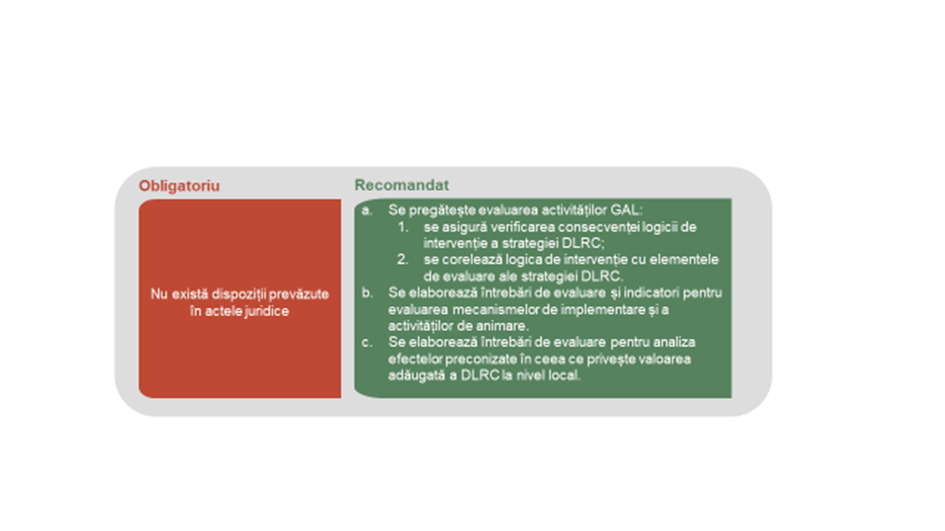 Obligatoriu
Nu există dispoziții prevăzute
în actele juridice
Recomandat
a. Se pregătește evaluarea activităților GAL:
1. se asigură verificarea consecvenței logicii de
intervenție a strategiei DLRC;
2. se corelează logica de intervenție cu elementele
de evaluare ale strategiei DLRC.
b. Se elaborează întrebări de evaluare și indicatori pentru
evaluarea mecanismelor de implementare și a
activităților de animare.
c. Se elaborează întrebări de evaluare pentru analiza
efectelor preconizate în ceea ce privește valoarea
adăugată a DLRC la nivel local.